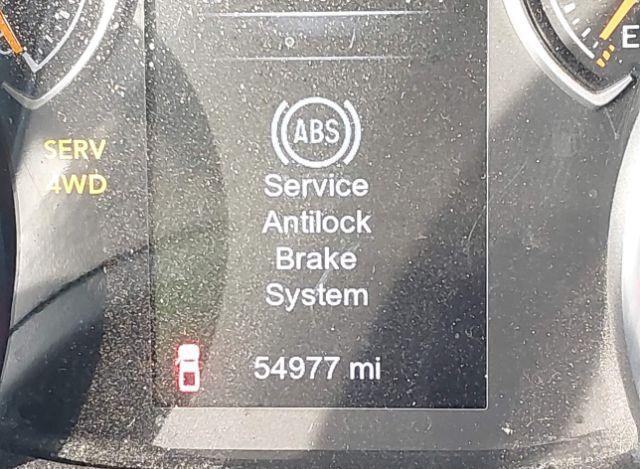 E
ABS
SERV
4WD
Service
Antilock
Brake
System
54977 mi